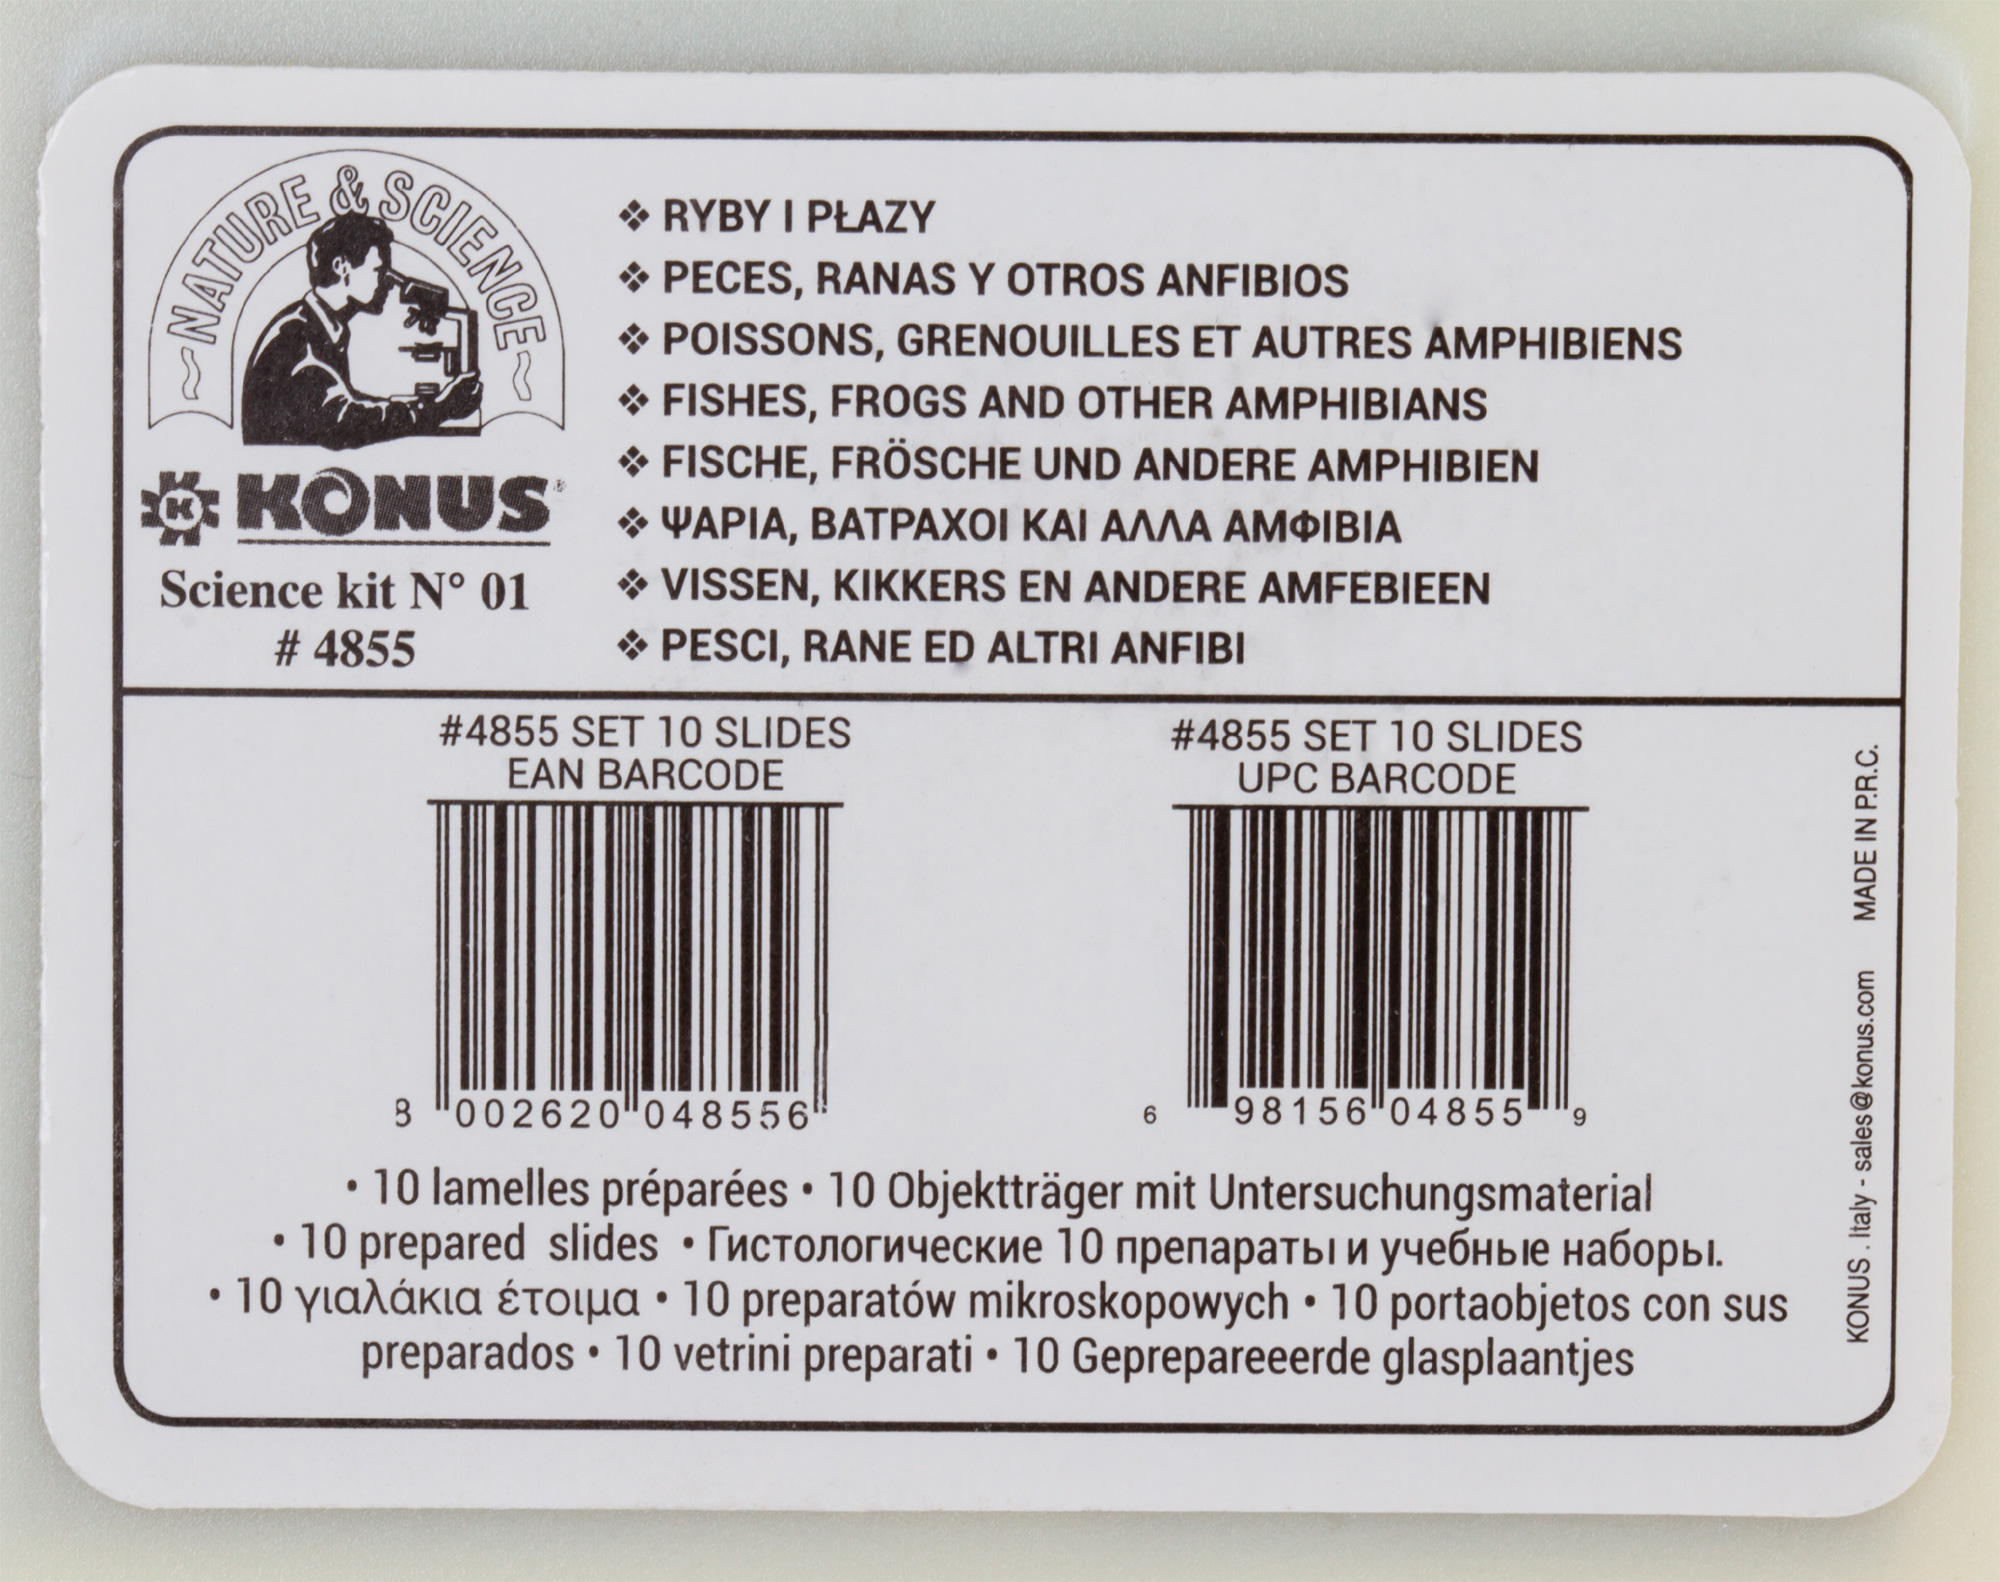 ~ NATURE & SCIENCE ~
K KONUS®
Science kit N° 01
# 4855
❖ RYBY I PŁAZY
❖ PECES, RANAS Y OTROS ANFIBIOS
❖ POISSONS, GRENOUILLES ET AUTRES AMPHIBIENS
❖ FISHES, FROGS AND OTHER AMPHIBIANS
❖ FISCHE, FRÖSCHE UND ANDERE AMPHIBIEN
❖ ΨΑΡΙΑ, ΒΑΤΡΑΧΟΙ ΚΑΙ ΑΛΛΑ ΑΜΦΙΒΙΑ
❖ VISSEN, KIKKERS EN ANDERE AMFEBIEEN
❖ PESCI, RANE ED ALTRI ANFIBI
#4855 SET 10 SLIDES
EAN BARCODE
8 002620 048556
#4855 SET 10 SLIDES
UPC BARCODE
6 98156 04855 9
• 10 lamelles préparées • 10 Objektträger mit Untersuchungsmaterial
• 10 prepared slides • Гистологические 10 препараты и учебные наборы.
• 10 γιαλάκια έτοιμα • 10 preparatów mikroskopowych • 10 portaobjetos con sus
preparados • 10 vetrini preparati • 10 Geprepareeerde glasplaantjes
KONUS . Italy - sales@konus.com MADE IN P.R.C.